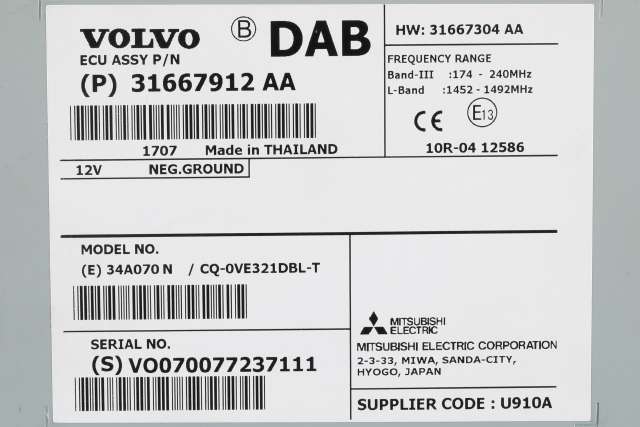 VOLVO B DAB
ECU ASSY P/N
(P) 31667912 AA
1707 Made in THAILAND
HW: 31667304 AA
FREQUENCY RANGE
Band-III :174 - 240MHz
L-Band :1452 - 1492MHz
CE E13
10R-04 12586
12V NEG.GROUND
MODEL NO.
(E) 34A070 N / CQ-0VE321DBL-T
SERIAL NO.
(S) VO070077237111
MITSUBISHI
ELECTRIC
MITSUBISHI ELECTRIC CORPORATION
2-3-33, MIWA, SANDA-CITY,
HYOGO, JAPAN
SUPPLIER CODE : U910A